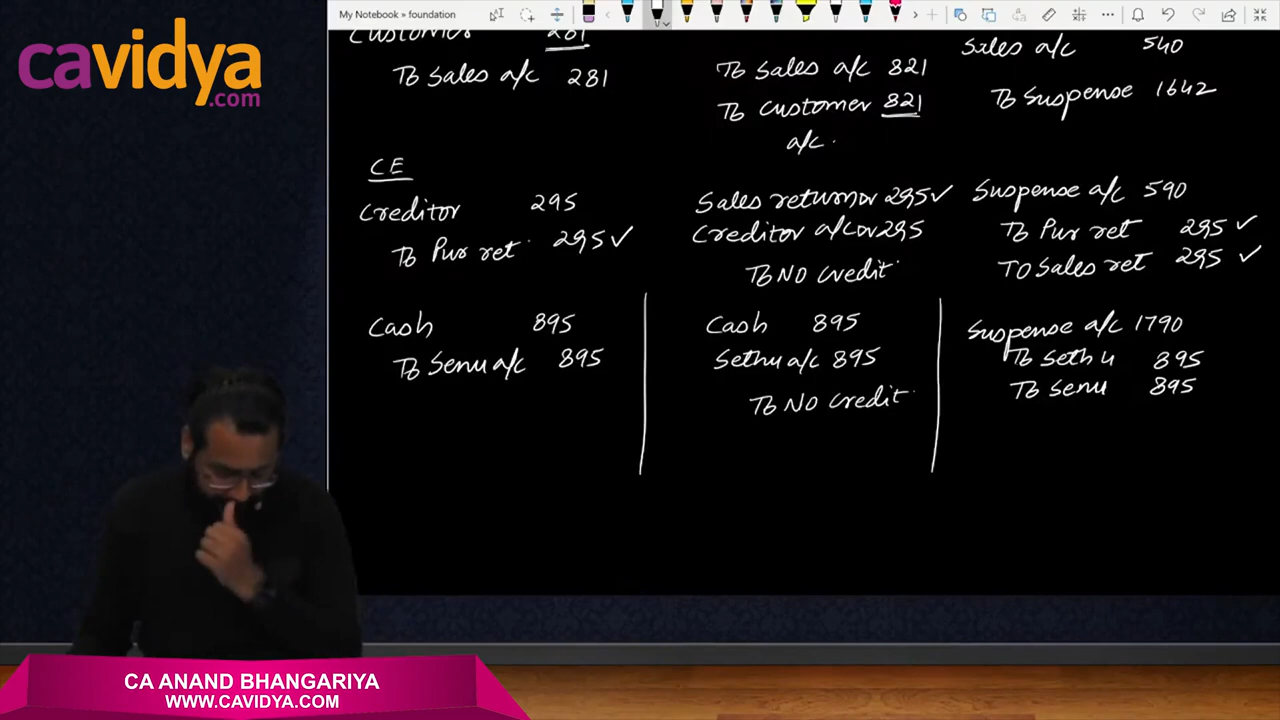 cavidya
.com
My Notebook » foundation
Customer 281
To Sales a/c 281
To Sales a/c 821
To Customer 821
a/c.
Sales a/c 540
To Suspense 1642
CE
Creditor 295
To Pur ret 295 ✓
Sales return Dr 295 ✓
Creditor a/c Dr 295
To NO Credit
Suspense a/c 590
To Pur ret 295 ✓
TO Sales ret 295 ✓
Cash 895
To Senu a/c 895
Cash 895
Sethu a/c 895
To NO Credit
Suspense a/c 1790
To Sethu 895
To Senu 895
CA ANAND BHANGARIYA
WWW.CAVIDYA.COM